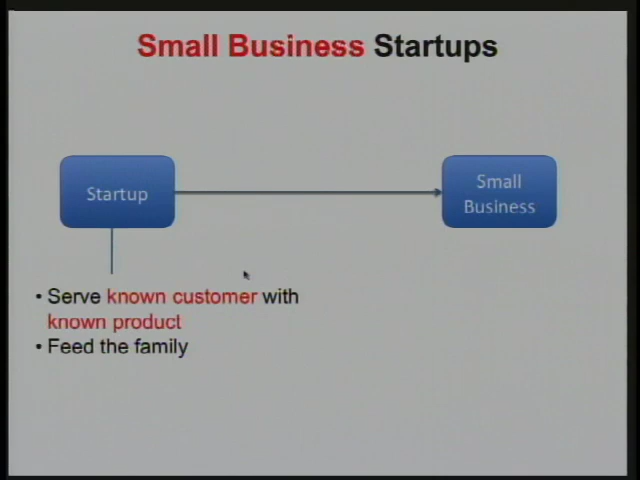 Small Business Startups
Startup
Small
Business
• Serve known customer with
known product
• Feed the family